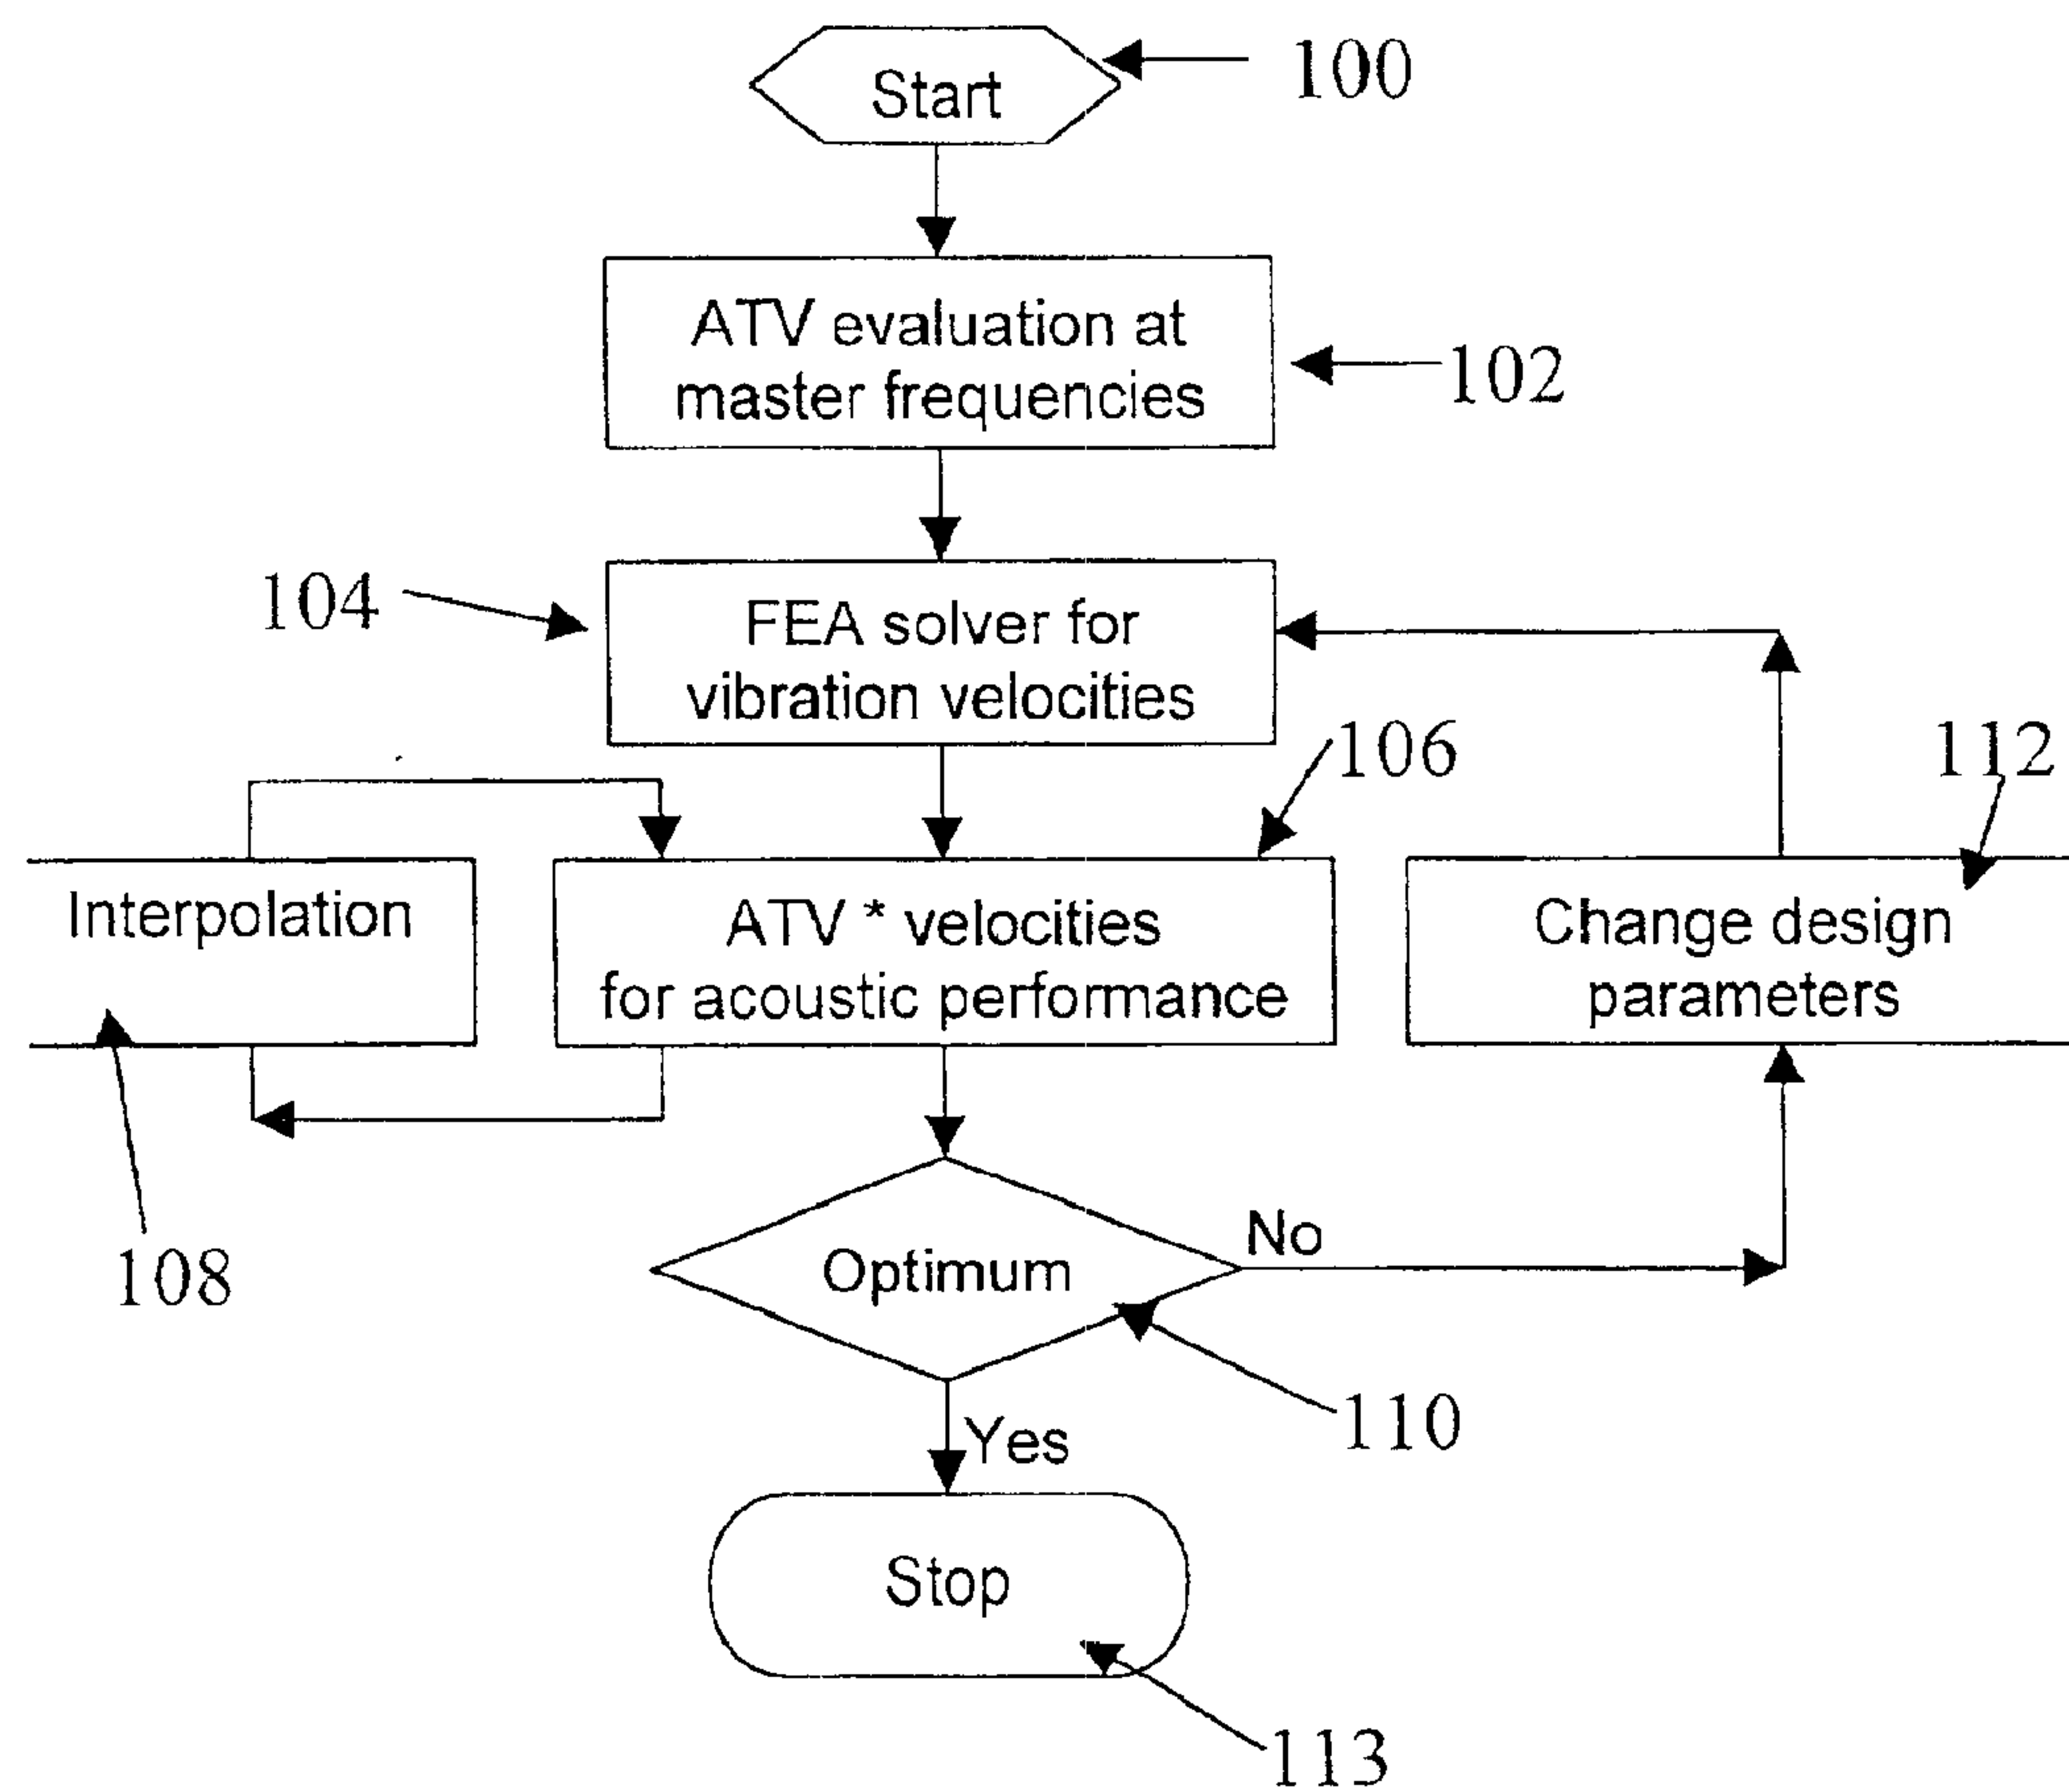 Start
100
ATV evaluation at
master frequencies
102
104
FEA solver for
vibration velocities
106
112
Interpolation
ATV * velocities
for acoustic performance
Change design
parameters
108
Optimum
No
110
Yes
Stop
113